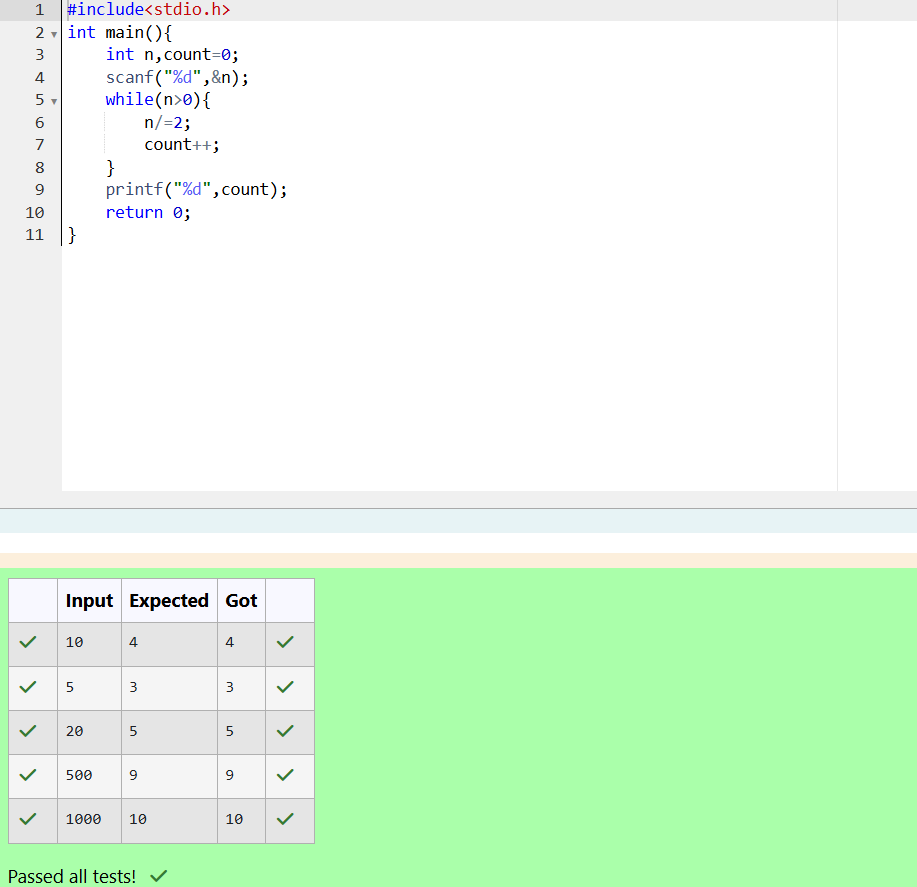 1 #include<stdio.h>
2 int main(){
3     int n,count=0;
4     scanf("%d",&n);
5     while(n>0){
6         n/=2;
7         count++;
8     }
9     printf("%d",count);
10     return 0;
11 }
Input Expected Got
10 4 4
5 3 3
20 5 5
500 9 9
1000 10 10
Passed all tests!